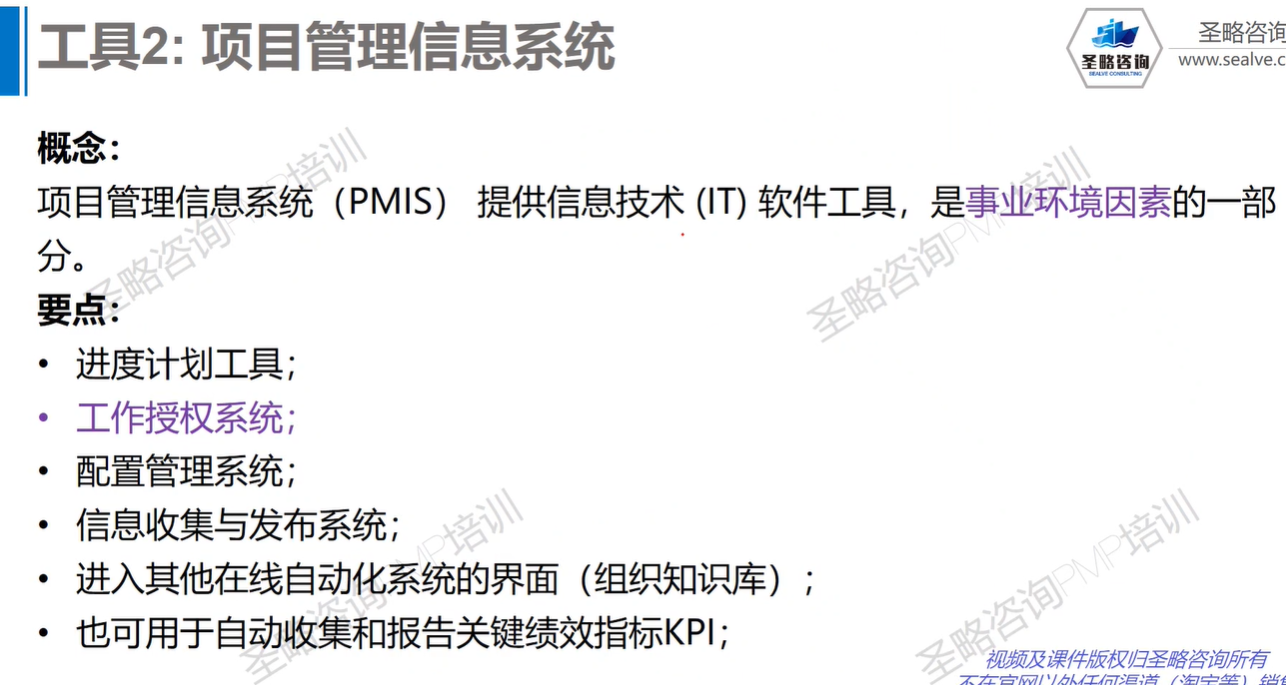 工具2: 项目管理信息系统
圣略咨询
SEALVE CONSULTING
圣略咨询
www.sealve.c
概念：
项目管理信息系统（PMIS） 提供信息技术 (IT) 软件工具，是事业环境因素的一部
分。
要点：
• 进度计划工具；
• 工作授权系统；
• 配置管理系统；
• 信息收集与发布系统；
• 进入其他在线自动化系统的界面（组织知识库）；
• 也可用于自动收集和报告关键绩效指标KPI；
圣略咨询PMP培训
圣略咨询PMP培训
圣略咨询PMP培训
圣略咨询PMP培训
视频及课件版权归圣略咨询所有
不在官网以外任何渠道（淘宝等）销售